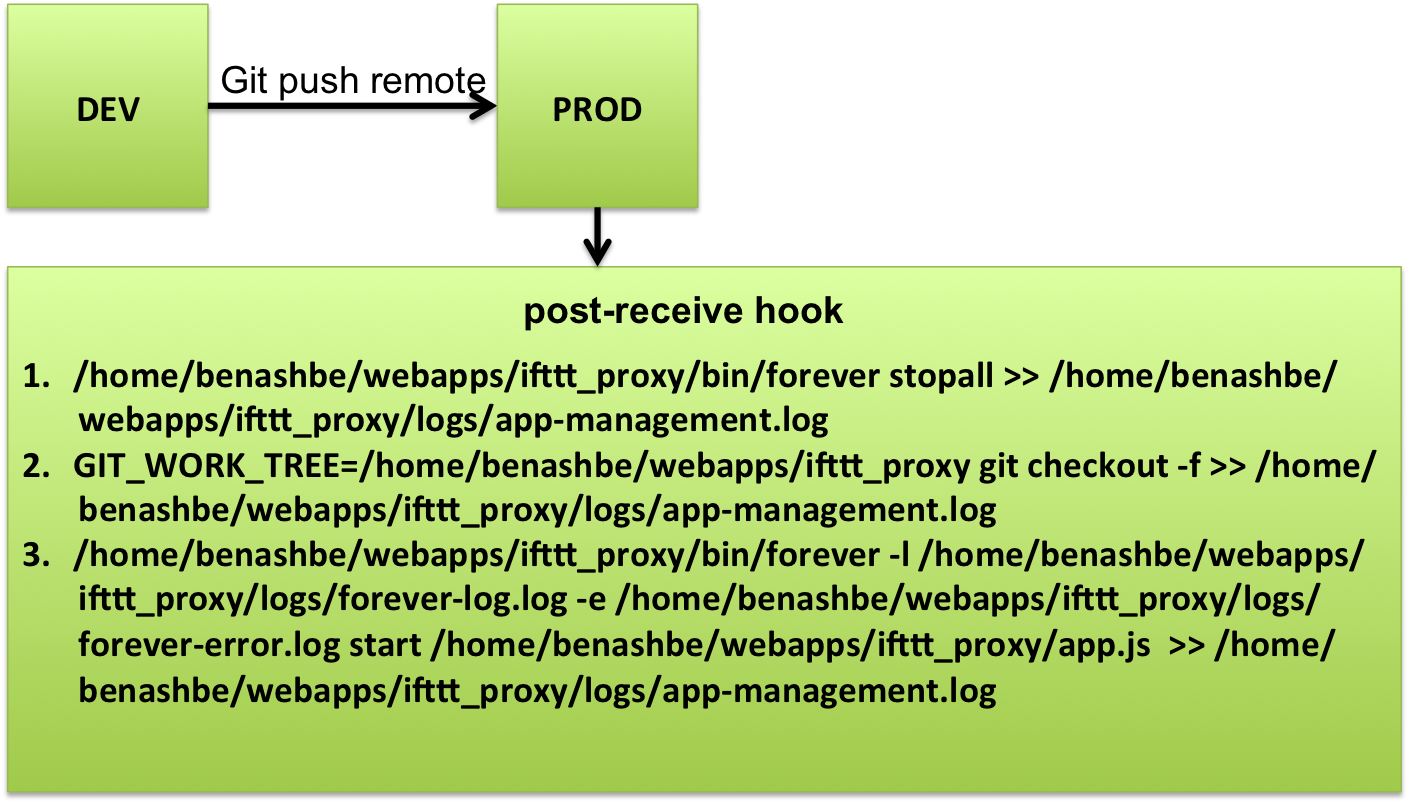 Git push remote
DEV
PROD
post-receive hook
1. /home/benashbe/webapps/ifttt_proxy/bin/forever stopall >> /home/benashbe/
webapps/ifttt_proxy/logs/app-management.log
2. GIT_WORK_TREE=/home/benashbe/webapps/ifttt_proxy git checkout -f >> /home/
benashbe/webapps/ifttt_proxy/logs/app-management.log
3. /home/benashbe/webapps/ifttt_proxy/bin/forever -l /home/benashbe/webapps/
ifttt_proxy/logs/forever-log.log -e /home/benashbe/webapps/ifttt_proxy/logs/
forever-error.log start /home/benashbe/webapps/ifttt_proxy/app.js >> /home/
benashbe/webapps/ifttt_proxy/logs/app-management.log